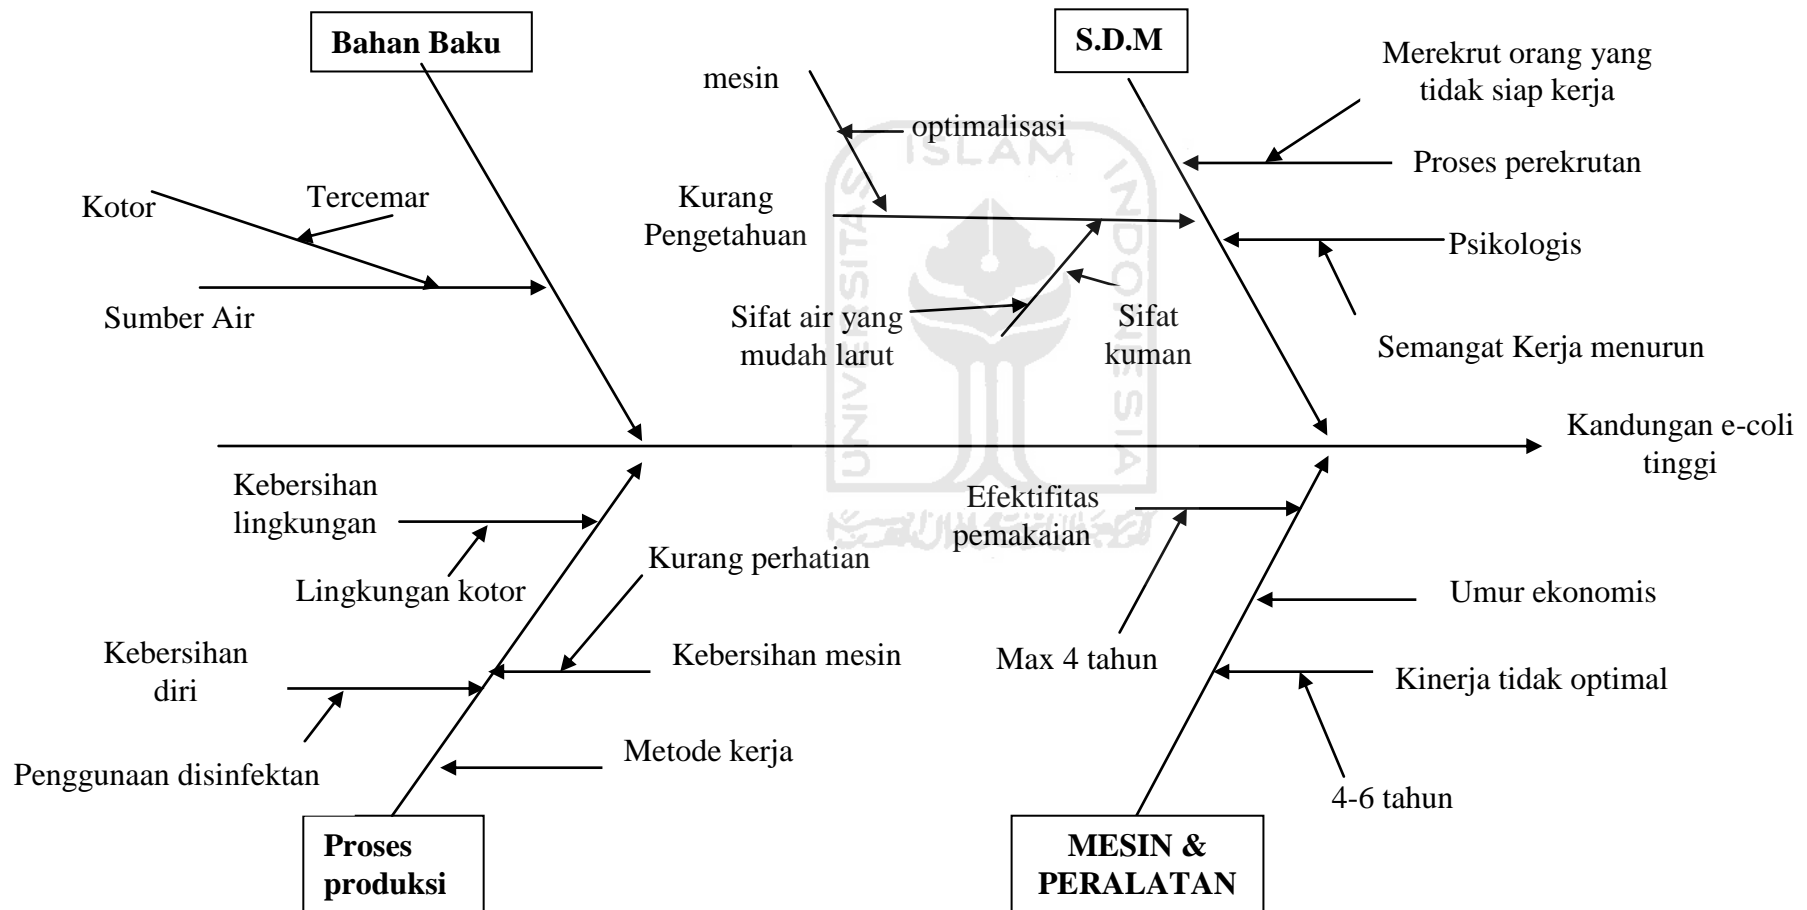 Bahan Baku
S.D.M
Merekrut orang yang
tidak siap kerja
mesin
optimalisasi
Proses perekrutan
Kotor
Tercemar
Kurang
Pengetahuan
Psikologis
Sumber Air
Sifat air yang
mudah larut
Sifat
kuman
Semangat Kerja menurun
Kandungan e-coli
tinggi
Kebersihan
lingkungan
Efektifitas
pemakaian
Kurang perhatian
Lingkungan kotor
Umur ekonomis
Kebersihan
diri
Kebersihan mesin
Max 4 tahun
Kinerja tidak optimal
Penggunaan disinfektan
Metode kerja
4-6 tahun
Proses
produksi
MESIN &
PERALATAN
UNIVERSITAS
ISLAM
INDONESIA